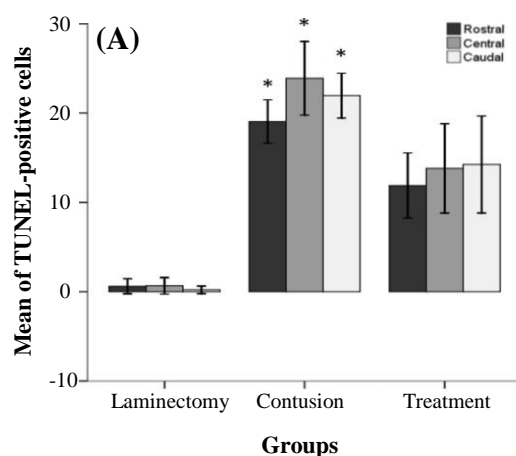 (A)
Rostral
Central
Caudal
*
*
*
Mean of TUNEL-positive cells
30
20
10
0
-10
Laminectomy Contusion Treatment
Groups